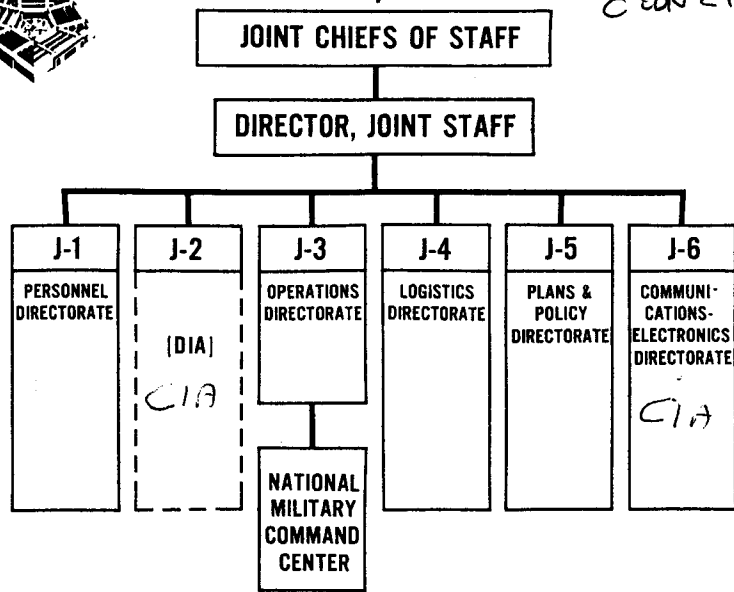 JOINT CHIEFS OF STAFF
DIRECTOR, JOINT STAFF
J-1
PERSONNEL
DIRECTORATE
J-2
(DIA)
CIA
J-3
OPERATIONS
DIRECTORATE
NATIONAL
MILITARY
COMMAND
CENTER
J-4
LOGISTICS
DIRECTORATE
J-5
PLANS &
POLICY
DIRECTORATE
J-6
COMMUNI-
CATIONS-
ELECTRONICS
DIRECTORATE
CIA